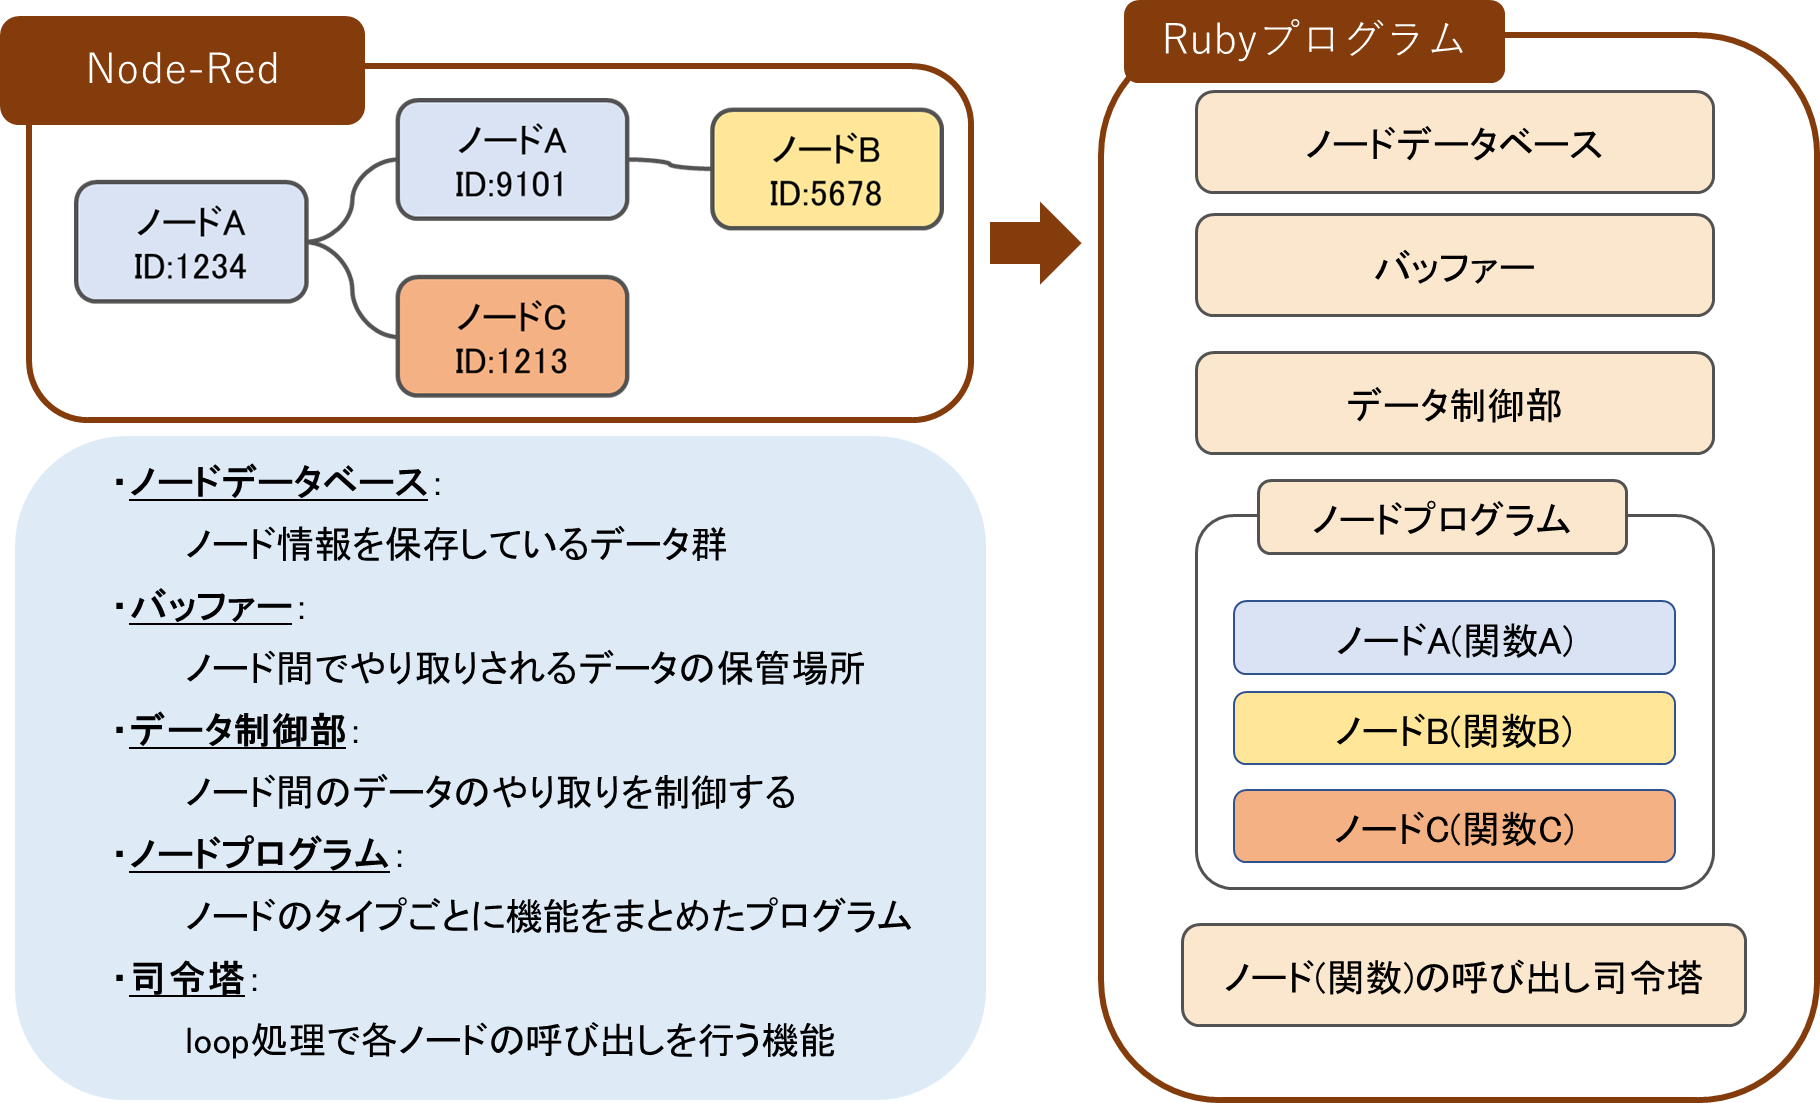 Node-Red
ノードA
ID:1234
ノードA
ID:9101
ノードB
ID:5678
ノードC
ID:1213
・ノードデータベース:
ノード情報を保存しているデータ群
・バッファー:
ノード間でやり取りされるデータの保管場所
・データ制御部:
ノード間のデータのやり取りを制御する
・ノードプログラム:
ノードのタイプごとに機能をまとめたプログラム
・司令塔:
loop処理で各ノードの呼び出しを行う機能
Rubyプログラム
ノードデータベース
バッファー
データ制御部
ノードプログラム
ノードA(関数A)
ノードB(関数B)
ノードC(関数C)
ノード(関数)の呼び出し司令塔